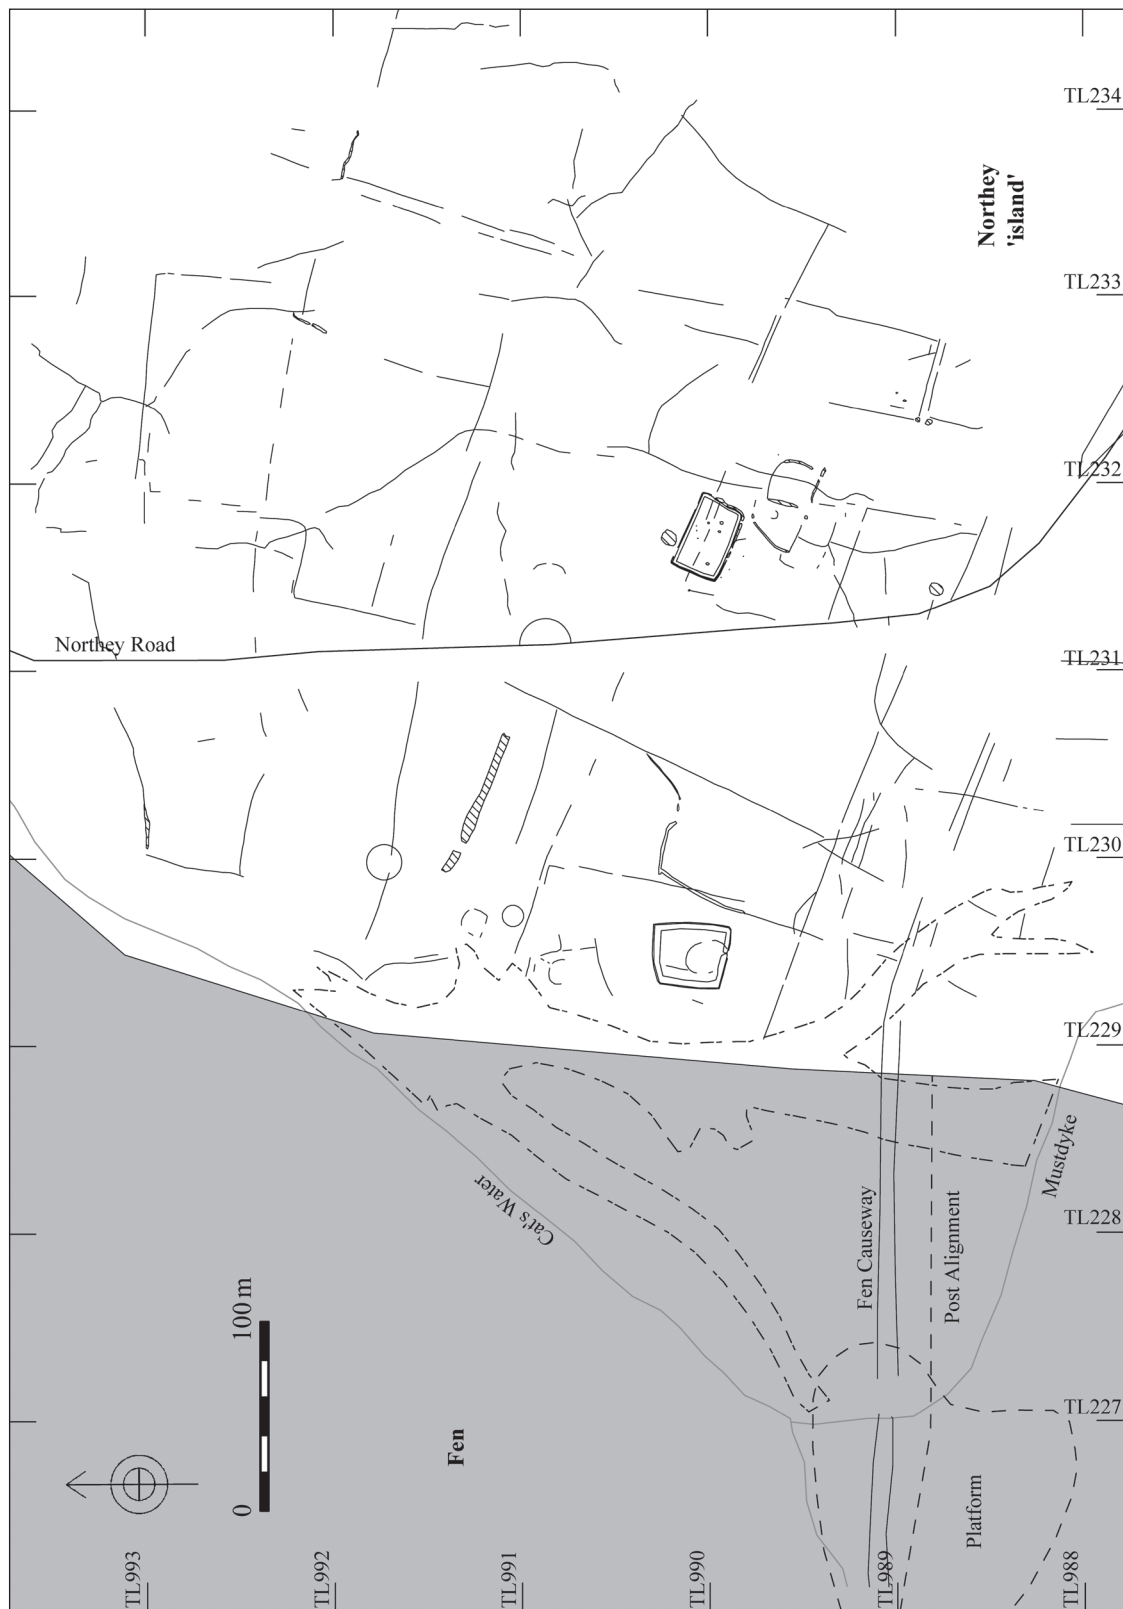 TL234
Northey
'island'
TL233
TL232
Northey Road
TL231
TL230
TL229
Mustdyke
Cat's Water
TL228
Fen Causeway
Post Alignment
100 m
0
TL227
Fen
Platform
TL993
TL992
TL991
TL990
TL989
TL988